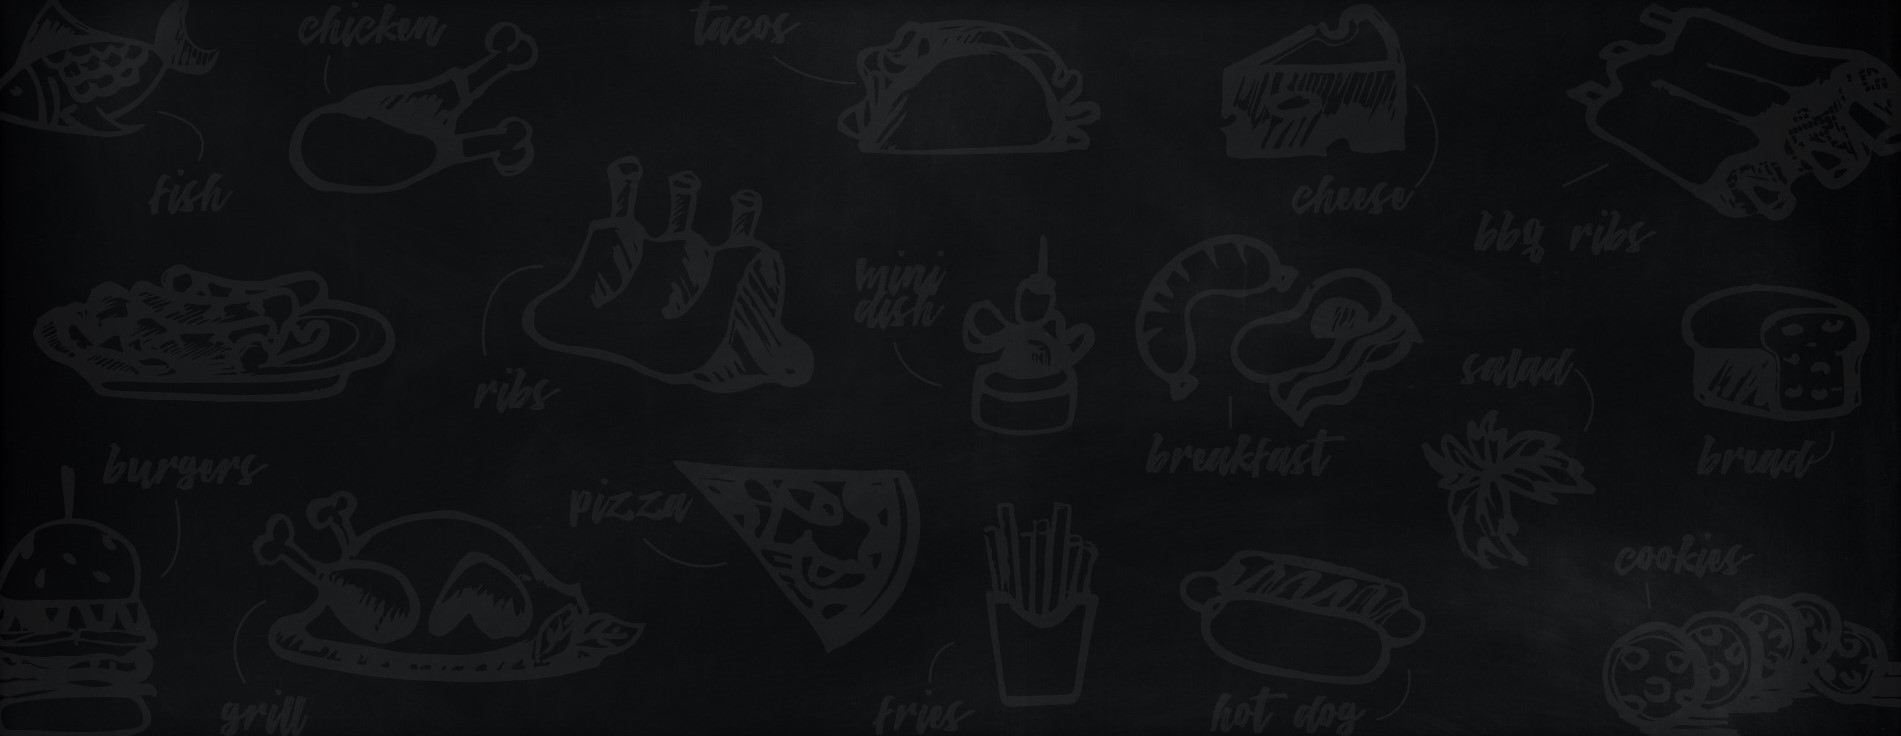 chicken
tacos
fish
cheese
bbq ribs
mini
dish
ribs
salad
breakfast
bread
burgers
pizza
cookies
grill
fries
hot dog